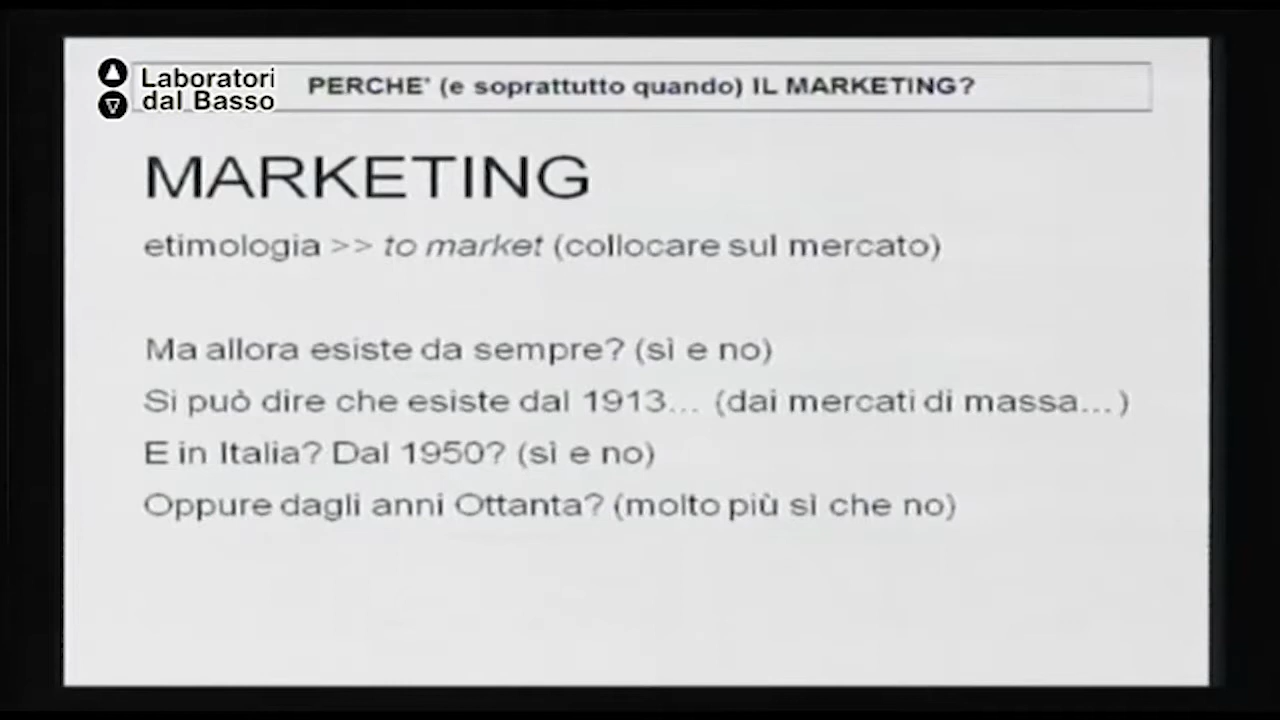 Laboratori
dal Basso
PERCHE' (e soprattutto quando) IL MARKETING?
MARKETING
etimologia >> to market (collocare sul mercato)
Ma allora esiste da sempre? (sì e no)
Si può dire che esiste dal 1913... (dai mercati di massa...)
E in Italia? Dal 1950? (sì e no)
Oppure dagli anni Ottanta? (molto più sì che no)